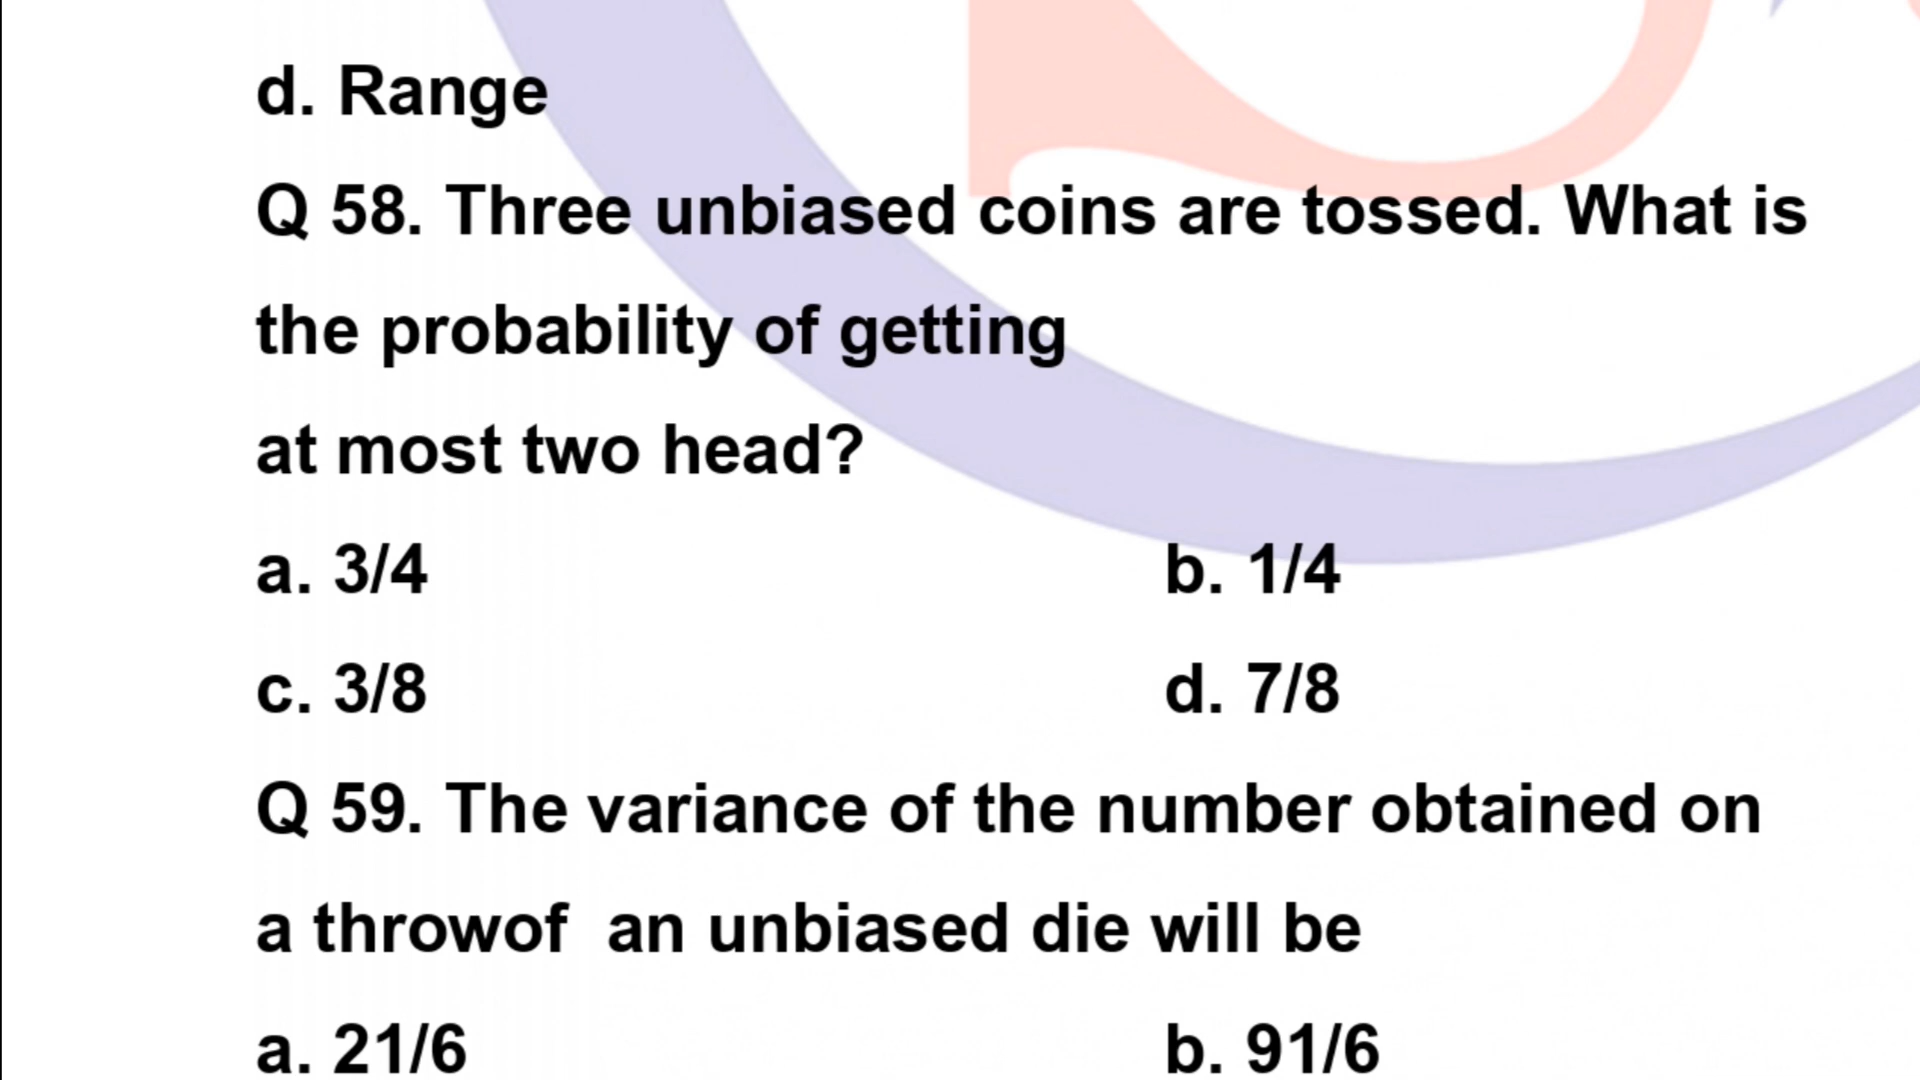 d. Range
Q 58. Three unbiased coins are tossed. What is
the probability of getting
at most two head?
a. 3/4 b. 1/4
c. 3/8 d. 7/8
Q 59. The variance of the number obtained on
a throwof  an unbiased die will be
a. 21/6 b. 91/6